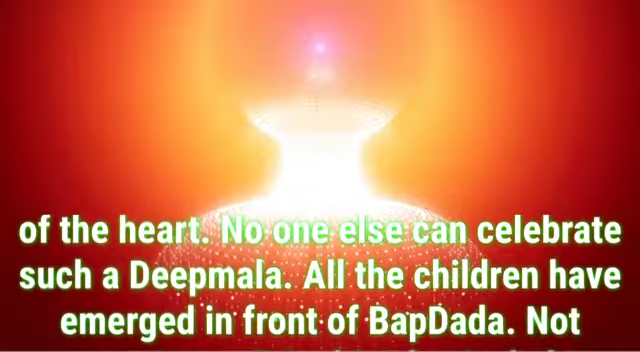 of the heart. No one else can celebrate
such a Deepmala. All the children have
emerged in front of BapDada. Not